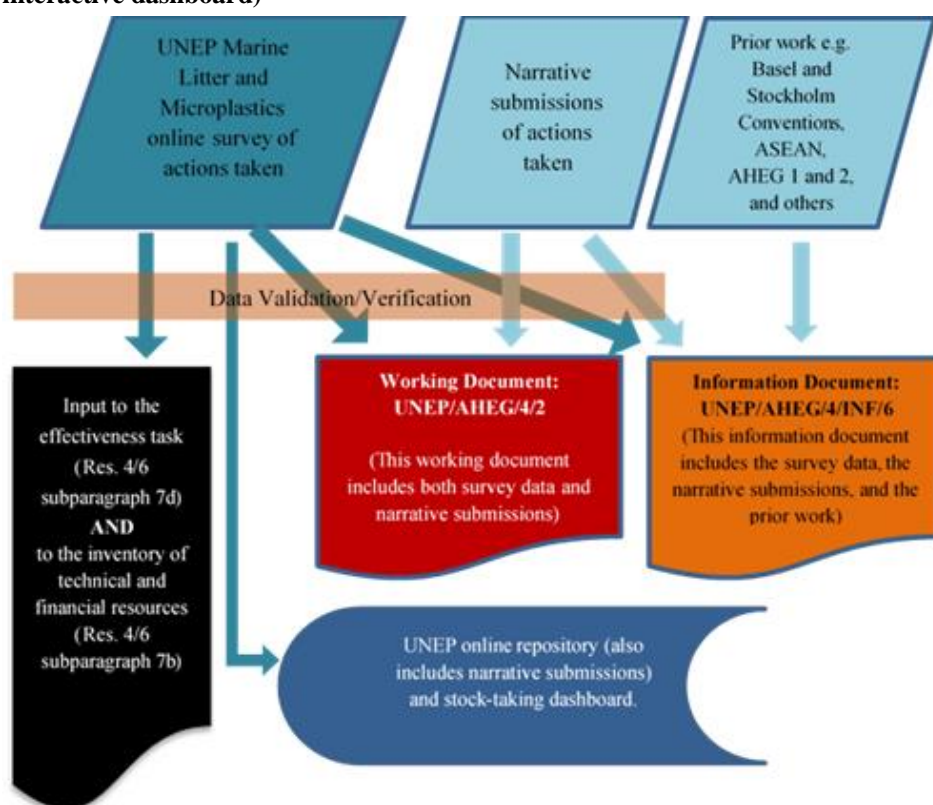 interactive dashboard)
UNEP Marine
Litter and
Microplastics
online survey of
actions taken
Narrative
submissions
of actions
taken
Prior work e.g.
Basel and
Stockholm
Conventions,
ASEAN,
AHEG 1 and 2,
and others
Data Validation/Verification
Input to the
effectiveness task
(Res. 4/6
subparagraph 7d)
AND
to the inventory of
technical and
financial resources
(Res. 4/6
subparagraph 7b)
Working Document:
UNEP/AHEG/4/2
(This working document
includes both survey data and
narrative submissions)
Information Document:
UNEP/AHEG/4/INF/6
(This information document
includes the survey data, the
narrative submissions, and the
prior work)
UNEP online repository (also
includes narrative submissions)
and stock-taking dashboard.